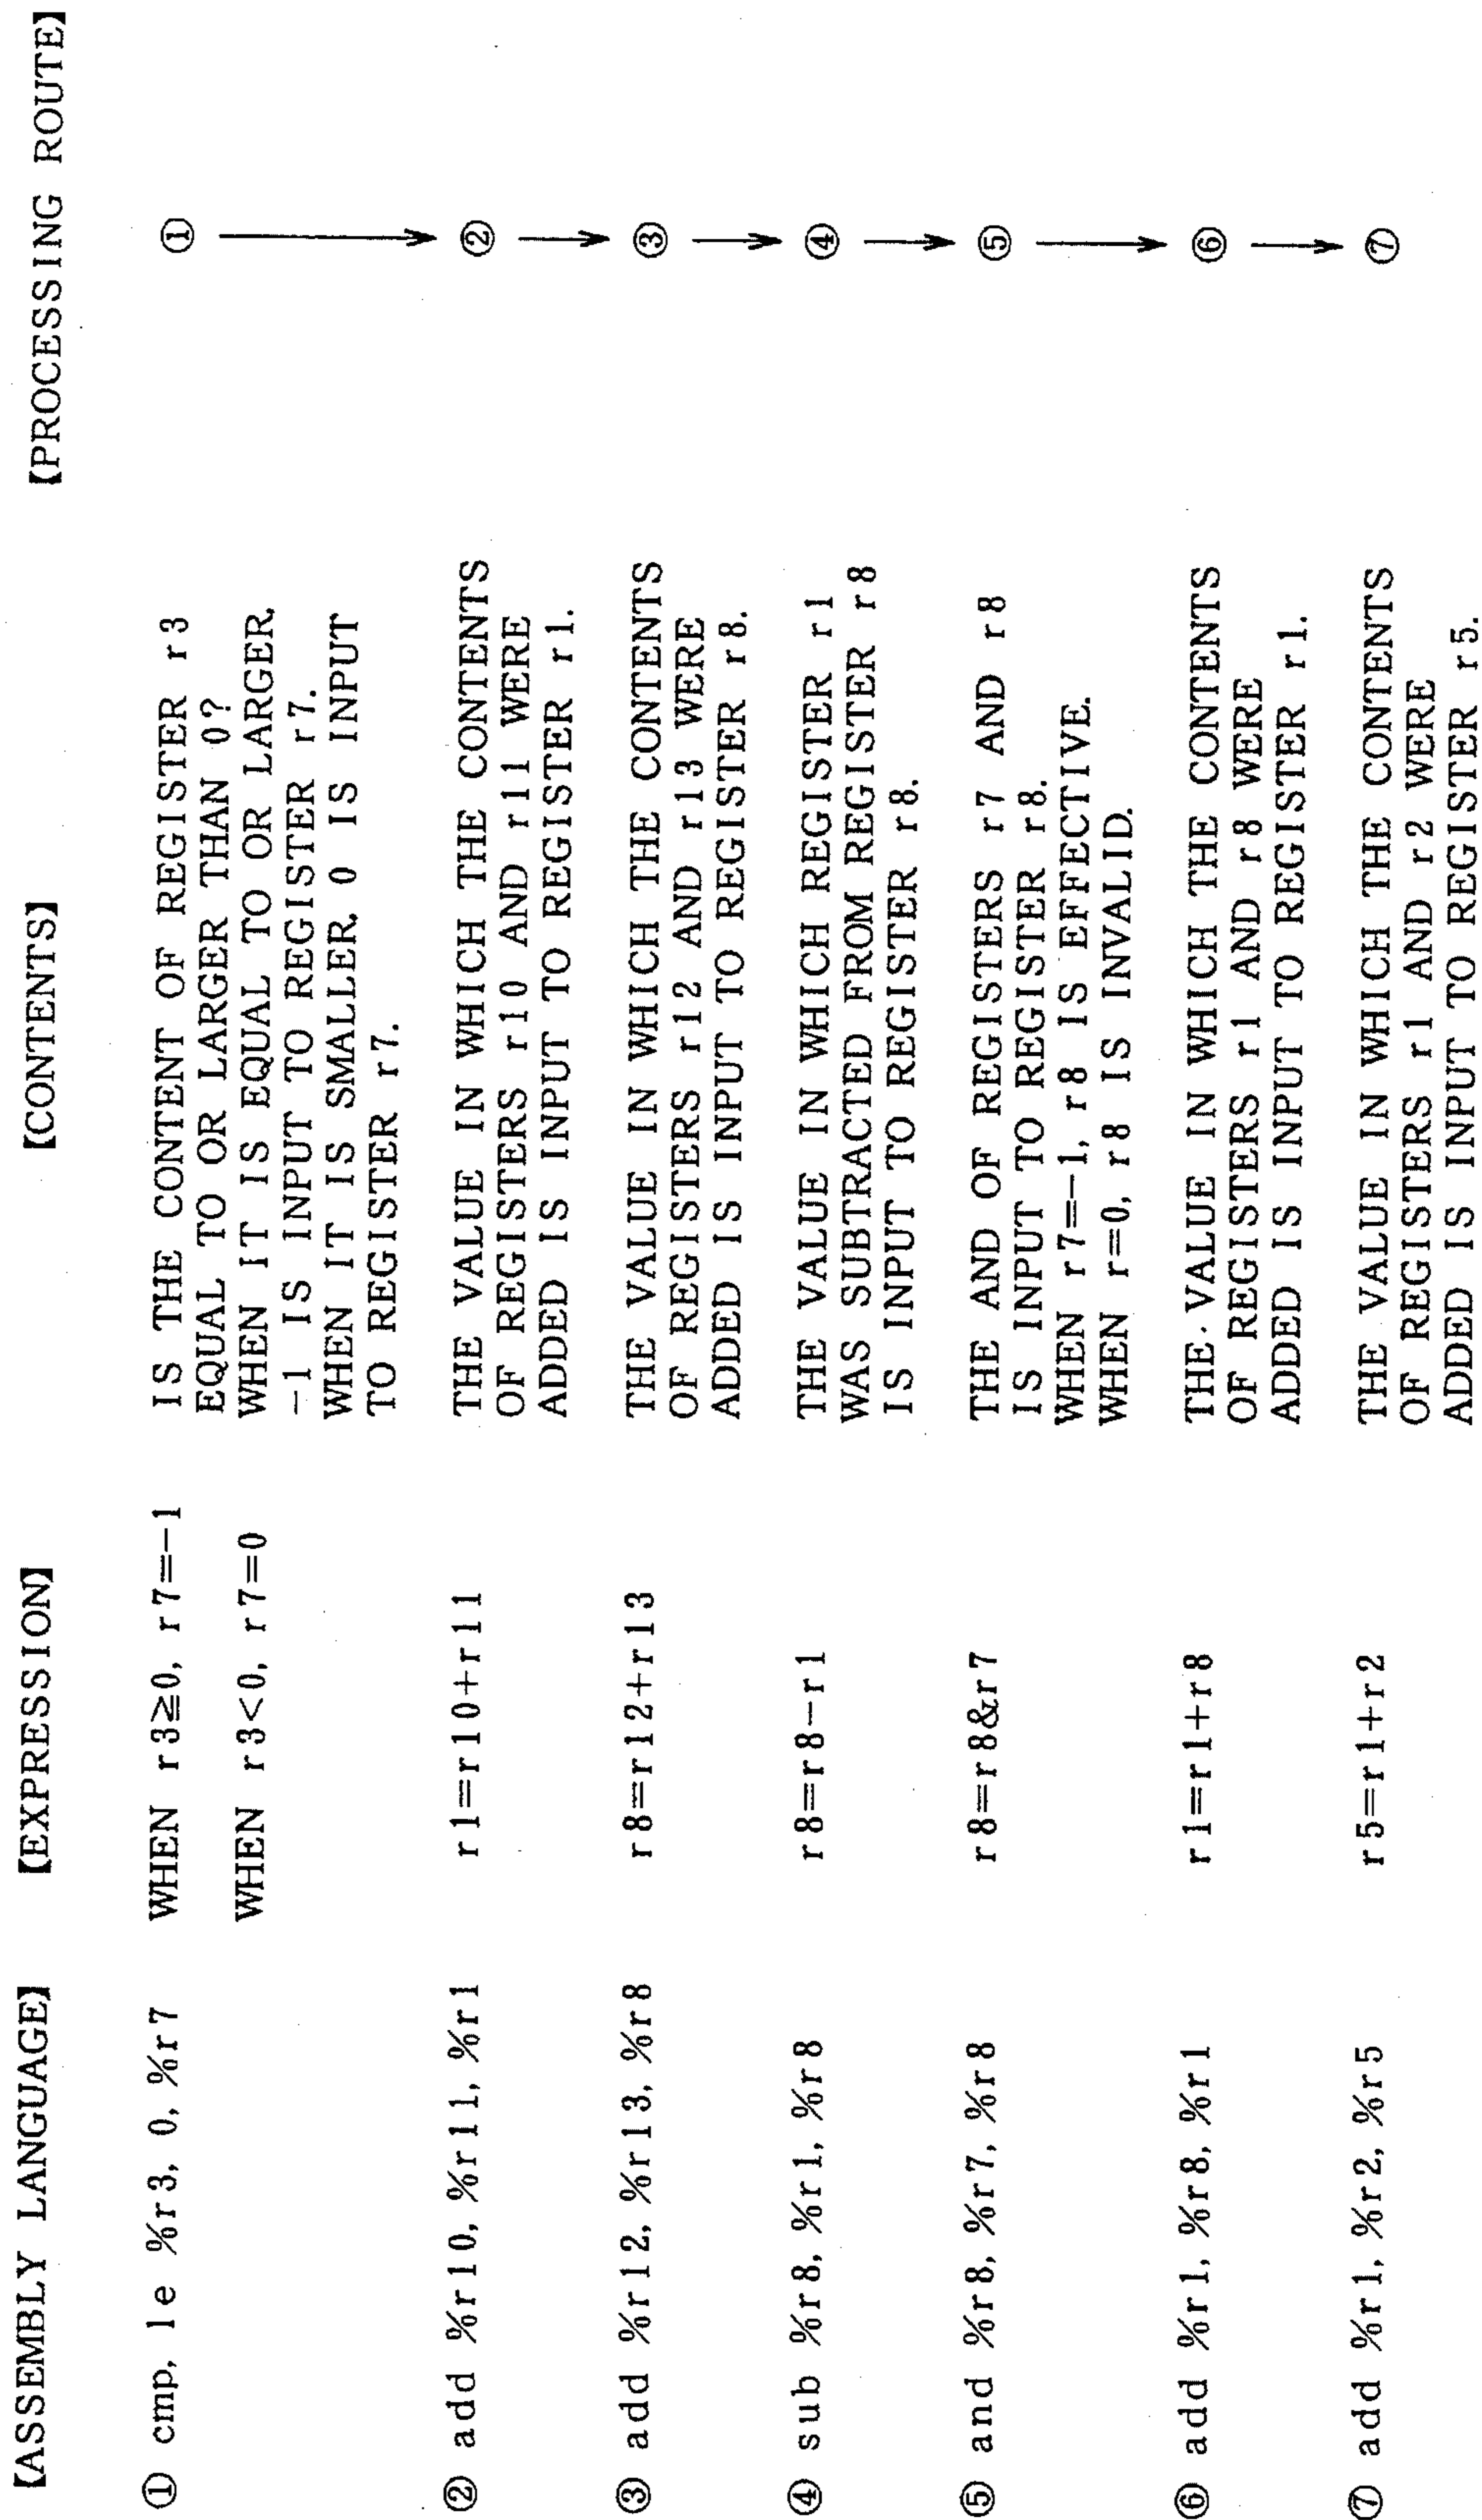 [ASSEMBLY LANGUAGE] [EXPRESSION] [CONTENTS] [PROCESSING ROUTE]
① cmp, le %r3, 0, %r7 WHEN r3≧0, r7=-1 IS THE CONTENT OF REGISTER r3 ①
EQUAL TO OR LARGER THAN 0?
WHEN r3<0, r7=0 WHEN IT IS EQUAL TO OR LARGER,
-1 IS INPUT TO REGISTER r7.
WHEN IT IS SMALLER, 0 IS INPUT
TO REGISTER r7.
② add %r10, %r11, %r1 r1=r10+r11 THE VALUE IN WHICH THE CONTENTS ②
OF REGISTERS r10 AND r11 WERE
ADDED IS INPUT TO REGISTER r1.
③ add %r12, %r13, %r8 r8=r12+r13 THE VALUE IN WHICH THE CONTENTS ③
OF REGISTERS r12 AND r13 WERE
ADDED IS INPUT TO REGISTER r8.
④ sub %r8, %r1, %r8 r8=r8-r1 THE VALUE IN WHICH REGISTER r1 ④
WAS SUBTRACTED FROM REGISTER r8
IS INPUT TO REGISTER r8.
⑤ and %r8, %r7, %r8 r8=r8&r7 THE AND OF REGISTERS r7 AND r8 ⑤
IS INPUT TO REGISTER r8.
WHEN r7=-1, r8 IS EFFECTIVE.
WHEN r=0, r8 IS INVALID.
⑥ add %r1, %r8, %r1 r1=r1+r8 THE VALUE IN WHICH THE CONTENTS ⑥
OF REGISTERS r1 AND r8 WERE
ADDED IS INPUT TO REGISTER r1.
⑦ add %r1, %r2, %r5 r5=r1+r2 THE VALUE IN WHICH THE CONTENTS ⑦
OF REGISTERS r1 AND r2 WERE
ADDED IS INPUT TO REGISTER r5.